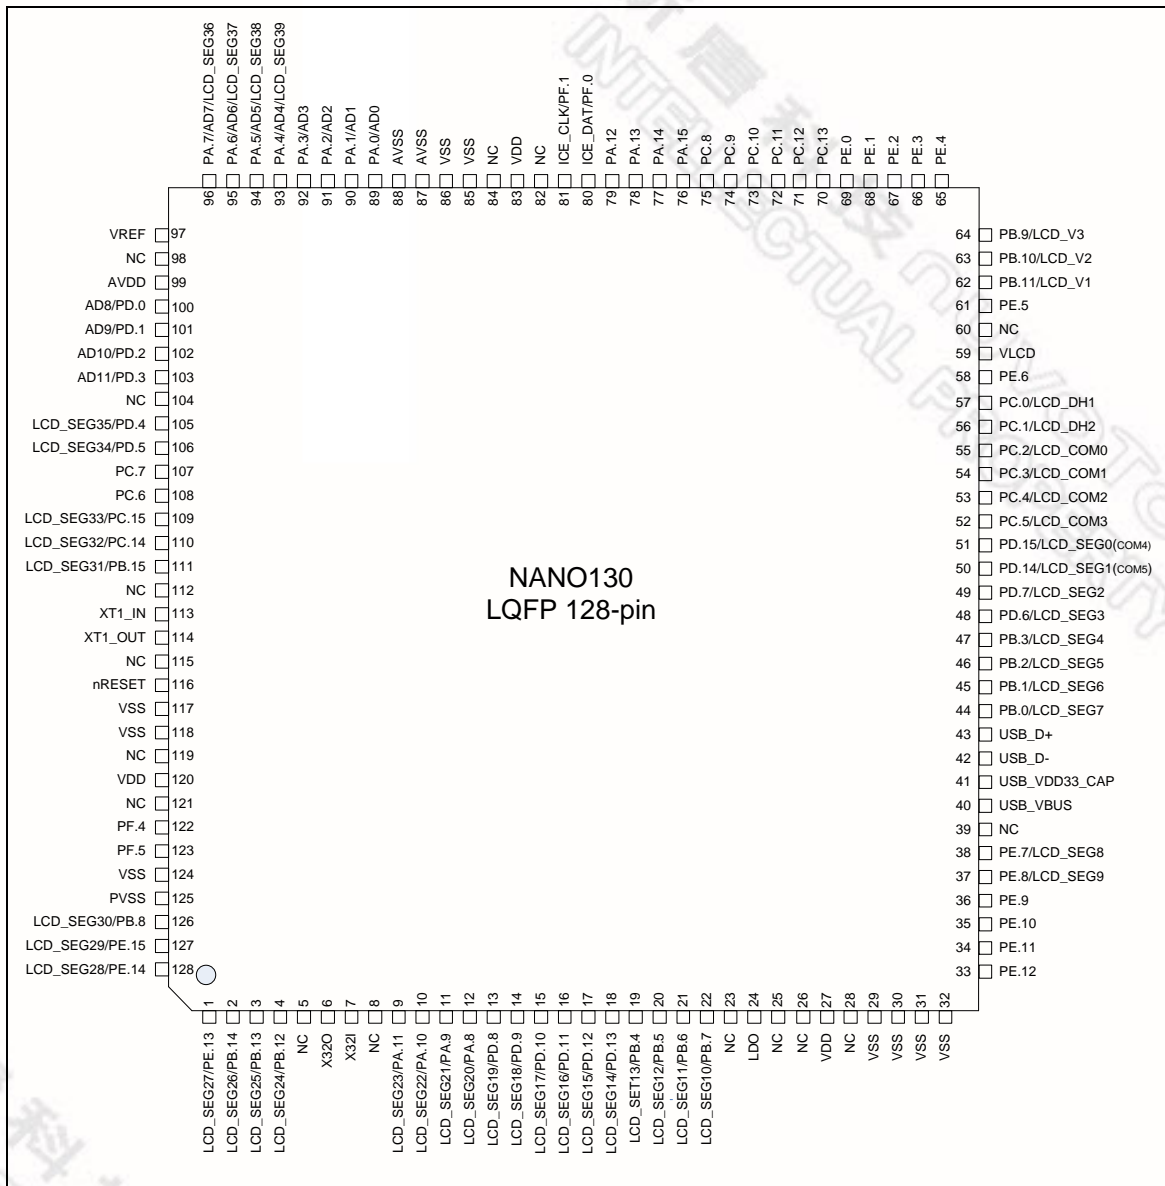 PA.7/AD7/LCD_SEG36
PA.6/AD6/LCD_SEG37
PA.5/AD5/LCD_SEG38
PA.4/AD4/LCD_SEG39
PA.3/AD3
PA.2/AD2
PA.1/AD1
PA.0/AD0
AVSS
AVSS
VSS
VSS
NC
VDD
NC
ICE_CLK/PF.1
ICE_DAT/PF.0
PA.12
PA.13
PA.14
PA.15
PC.8
PC.9
PC.10
PC.11
PC.12
PC.13
PE.0
PE.1
PE.2
PE.3
PE.4
96 95 94 93 92 91 90 89 88 87 86 85 84 83 82 81 80 79 78 77 76 75 74 73 72 71 70 69 68 67 66 65
VREF 97
NC 98
AVDD 99
AD8/PD.0 100
AD9/PD.1 101
AD10/PD.2 102
AD11/PD.3 103
NC 104
LCD_SEG35/PD.4 105
LCD_SEG34/PD.5 106
PC.7 107
PC.6 108
LCD_SEG33/PC.15 109
LCD_SEG32/PC.14 110
LCD_SEG31/PB.15 111
NC 112
XT1_IN 113
XT1_OUT 114
NC 115
nRESET 116
VSS 117
VSS 118
NC 119
VDD 120
NC 121
PF.4 122
PF.5 123
VSS 124
PVSS 125
LCD_SEG30/PB.8 126
LCD_SEG29/PE.15 127
LCD_SEG28/PE.14 128
NANO130
LQFP 128-pin
64 PB.9/LCD_V3
63 PB.10/LCD_V2
62 PB.11/LCD_V1
61 PE.5
60 NC
59 VLCD
58 PE.6
57 PC.0/LCD_DH1
56 PC.1/LCD_DH2
55 PC.2/LCD_COM0
54 PC.3/LCD_COM1
53 PC.4/LCD_COM2
52 PC.5/LCD_COM3
51 PD.15/LCD_SEG0(COM4)
50 PD.14/LCD_SEG1(COM5)
49 PD.7/LCD_SEG2
48 PD.6/LCD_SEG3
47 PB.3/LCD_SEG4
46 PB.2/LCD_SEG5
45 PB.1/LCD_SEG6
44 PB.0/LCD_SEG7
43 USB_D+
42 USB_D-
41 USB_VDD33_CAP
40 USB_VBUS
39 NC
38 PE.7/LCD_SEG8
37 PE.8/LCD_SEG9
36 PE.9
35 PE.10
34 PE.11
33 PE.12
1 2 3 4 5 6 7 8 9 10 11 12 13 14 15 16 17 18 19 20 21 22 23 24 25 26 27 28 29 30 31 32
LCD_SEG27/PE.13
LCD_SEG26/PB.14
LCD_SEG25/PB.13
LCD_SEG24/PB.12
NC
X32O
X32I
NC
LCD_SEG23/PA.11
LCD_SEG22/PA.10
LCD_SEG21/PA.9
LCD_SEG20/PA.8
LCD_SEG19/PD.8
LCD_SEG18/PD.9
LCD_SEG17/PD.10
LCD_SEG16/PD.11
LCD_SEG15/PD.12
LCD_SEG14/PD.13
LCD_SET13/PB.4
LCD_SEG12/PB.5
LCD_SEG11/PB.6
LCD_SEG10/PB.7
NC
LDO
NC
NC
VDD
NC
VSS
VSS
VSS
VSS
唐科技 nuvoTo
INTELLECTUAL PROPERTY
科